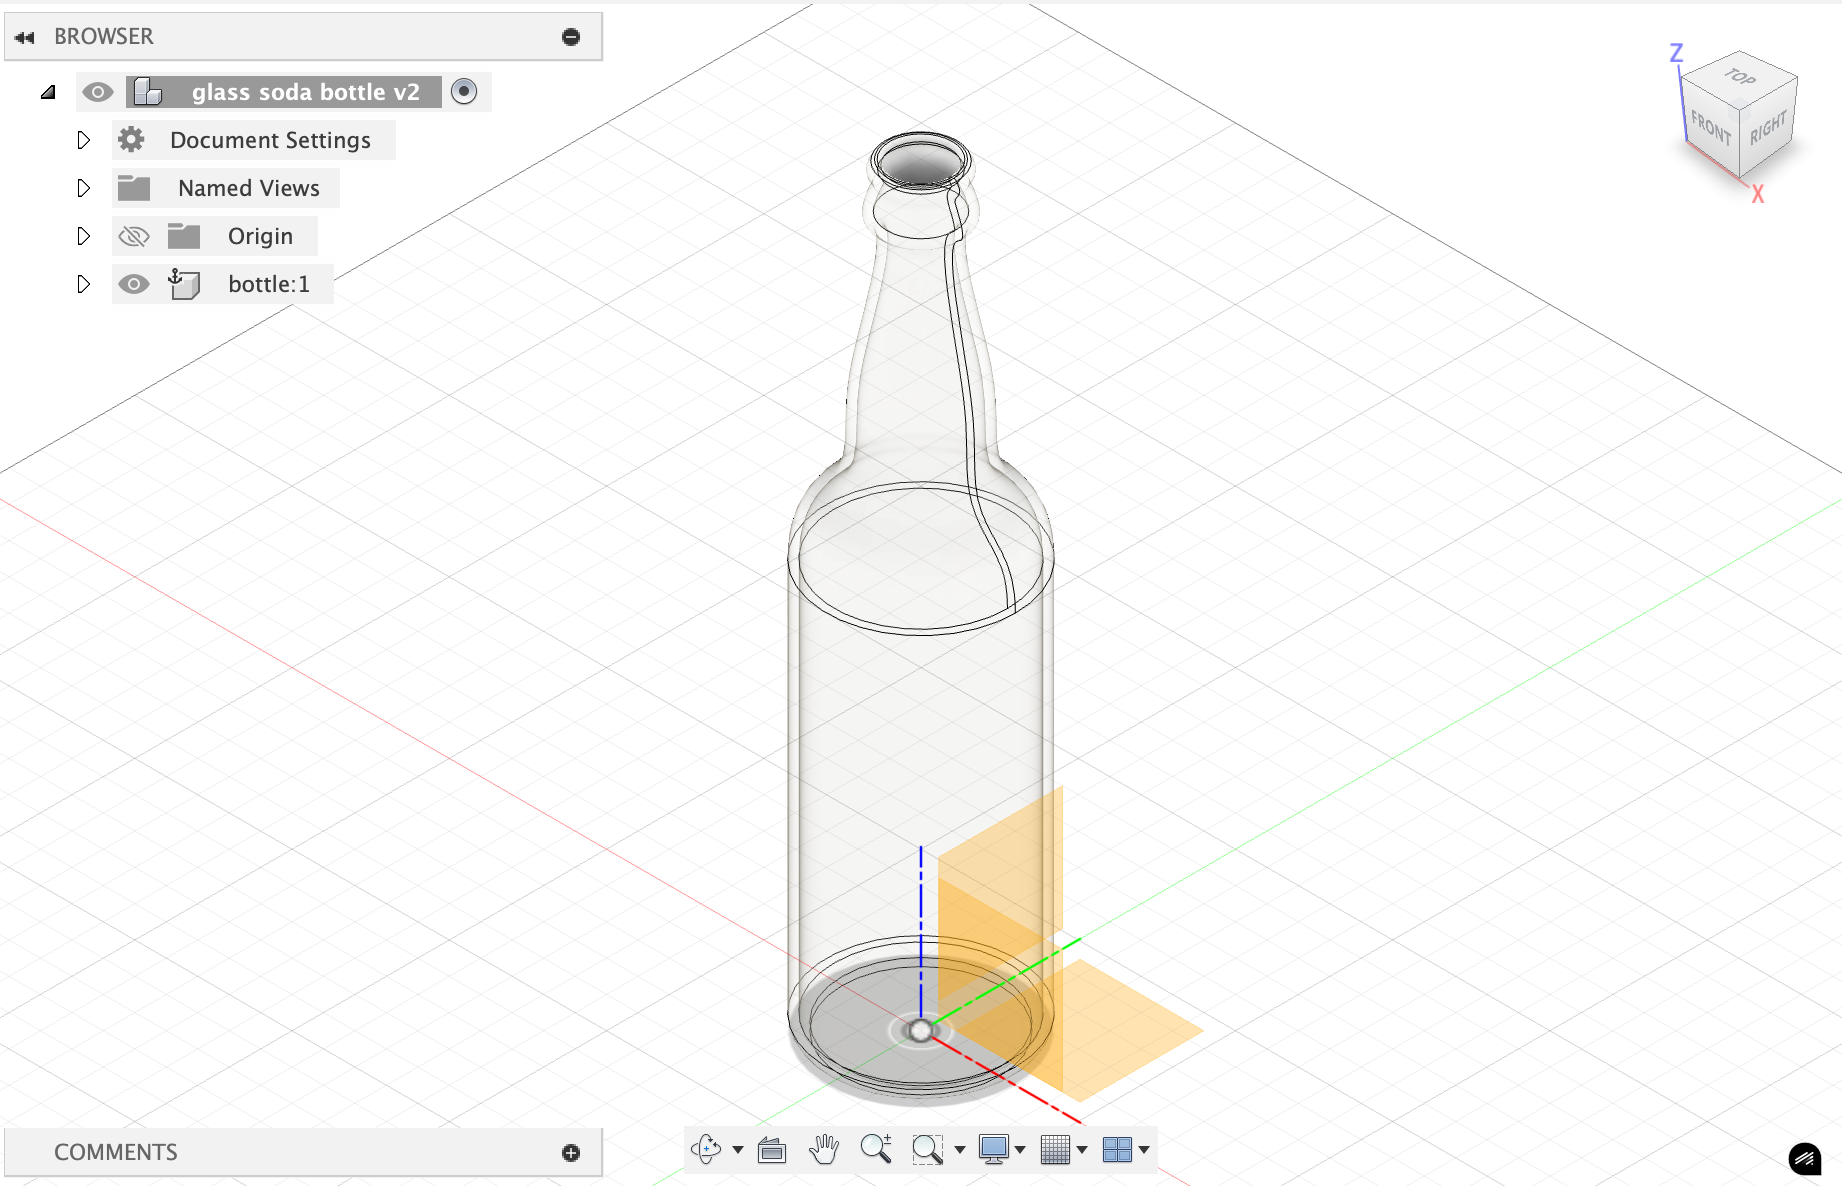 BROWSER
glass soda bottle v2
Document Settings
Named Views
Origin
bottle:1
Z
TOP
FRONT
RIGHT
X
COMMENTS